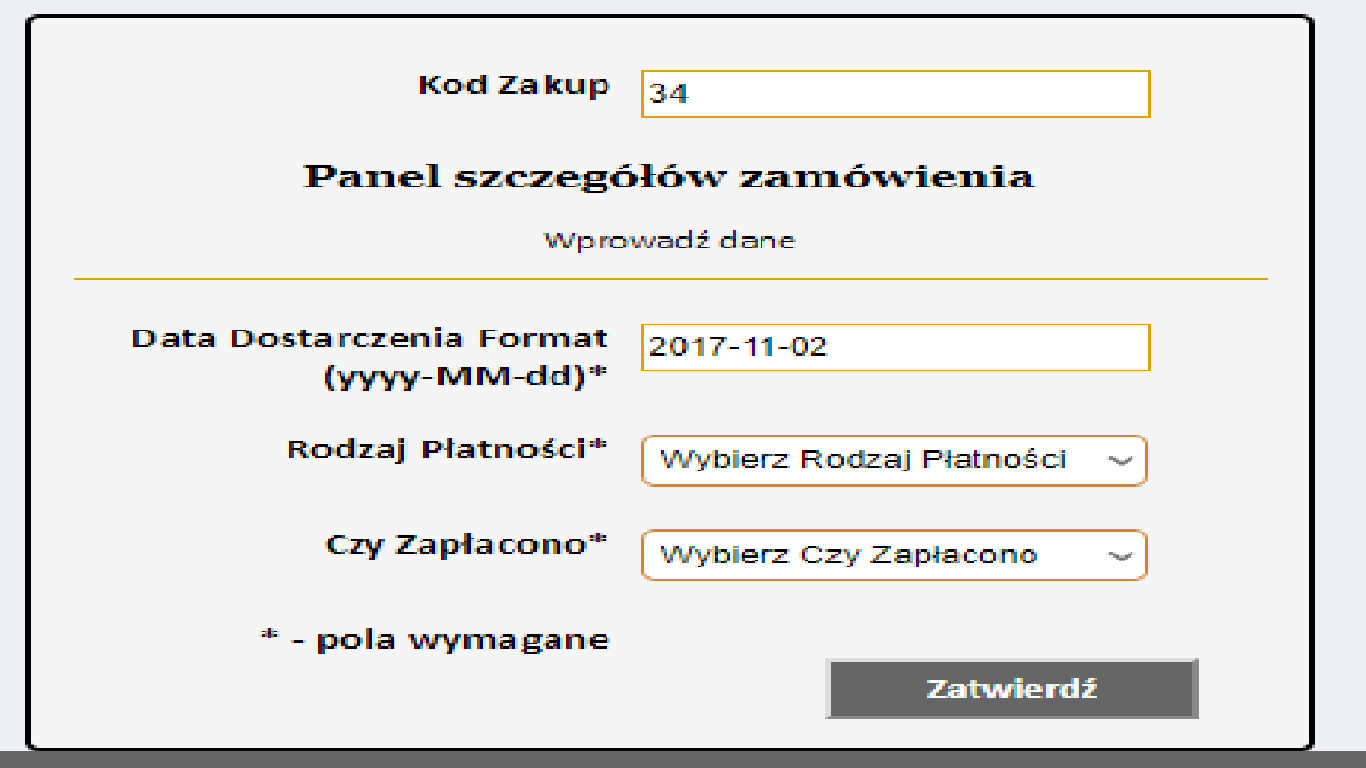 Kod Zakup 34
Panel szczegółów zamówienia
Wprowadź dane
Data Dostarczenia Format
(yyyy-MM-dd)*
2017-11-02
Rodzaj Płatności* Wybierz Rodzaj Płatności
Czy Zapłacono* Wybierz Czy Zapłacono
* - pola wymagane
Zatwierdź